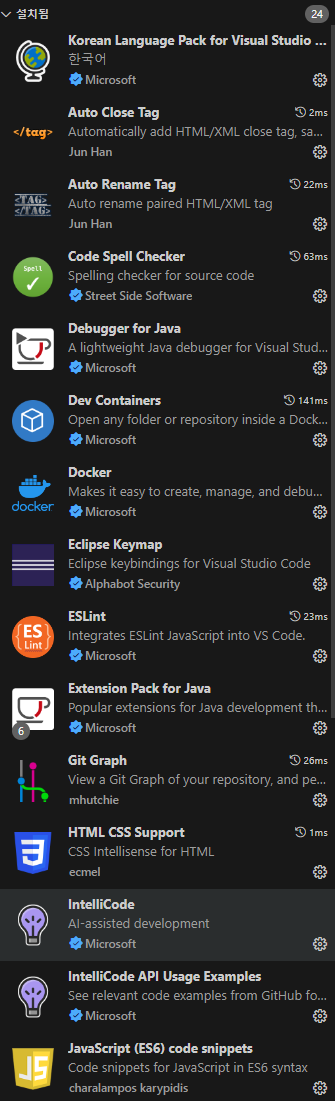 설치됨 24
Korean Language Pack for Visual Studio ...
한국어
Microsoft
</tag>
Auto Close Tag 2ms
Automatically add HTML/XML close tag, sa...
Jun Han
<TAG>
</TAG>
Auto Rename Tag 22ms
Auto rename paired HTML/XML tag
Jun Han
Spell
Code Spell Checker 63ms
Spelling checker for source code
Street Side Software
Debugger for Java
A lightweight Java debugger for Visual Stud...
Microsoft
Dev Containers 141ms
Open any folder or repository inside a Dock...
Microsoft
docker
Docker
Makes it easy to create, manage, and debu...
Microsoft
Eclipse Keymap
Eclipse keybindings for Visual Studio Code
Alphabot Security
ES
Lint
ESLint 23ms
Integrates ESLint JavaScript into VS Code.
Microsoft
6
Extension Pack for Java
Popular extensions for Java development th...
Microsoft
Git Graph 26ms
View a Git Graph of your repository, and pe...
mhutchie
3
HTML CSS Support 1ms
CSS Intellisense for HTML
ecmel
IntelliCode
AI-assisted development
Microsoft
IntelliCode API Usage Examples
See relevant code examples from GitHub fo...
Microsoft
JS
JavaScript (ES6) code snippets
Code snippets for JavaScript in ES6 syntax
charalampos karypidis